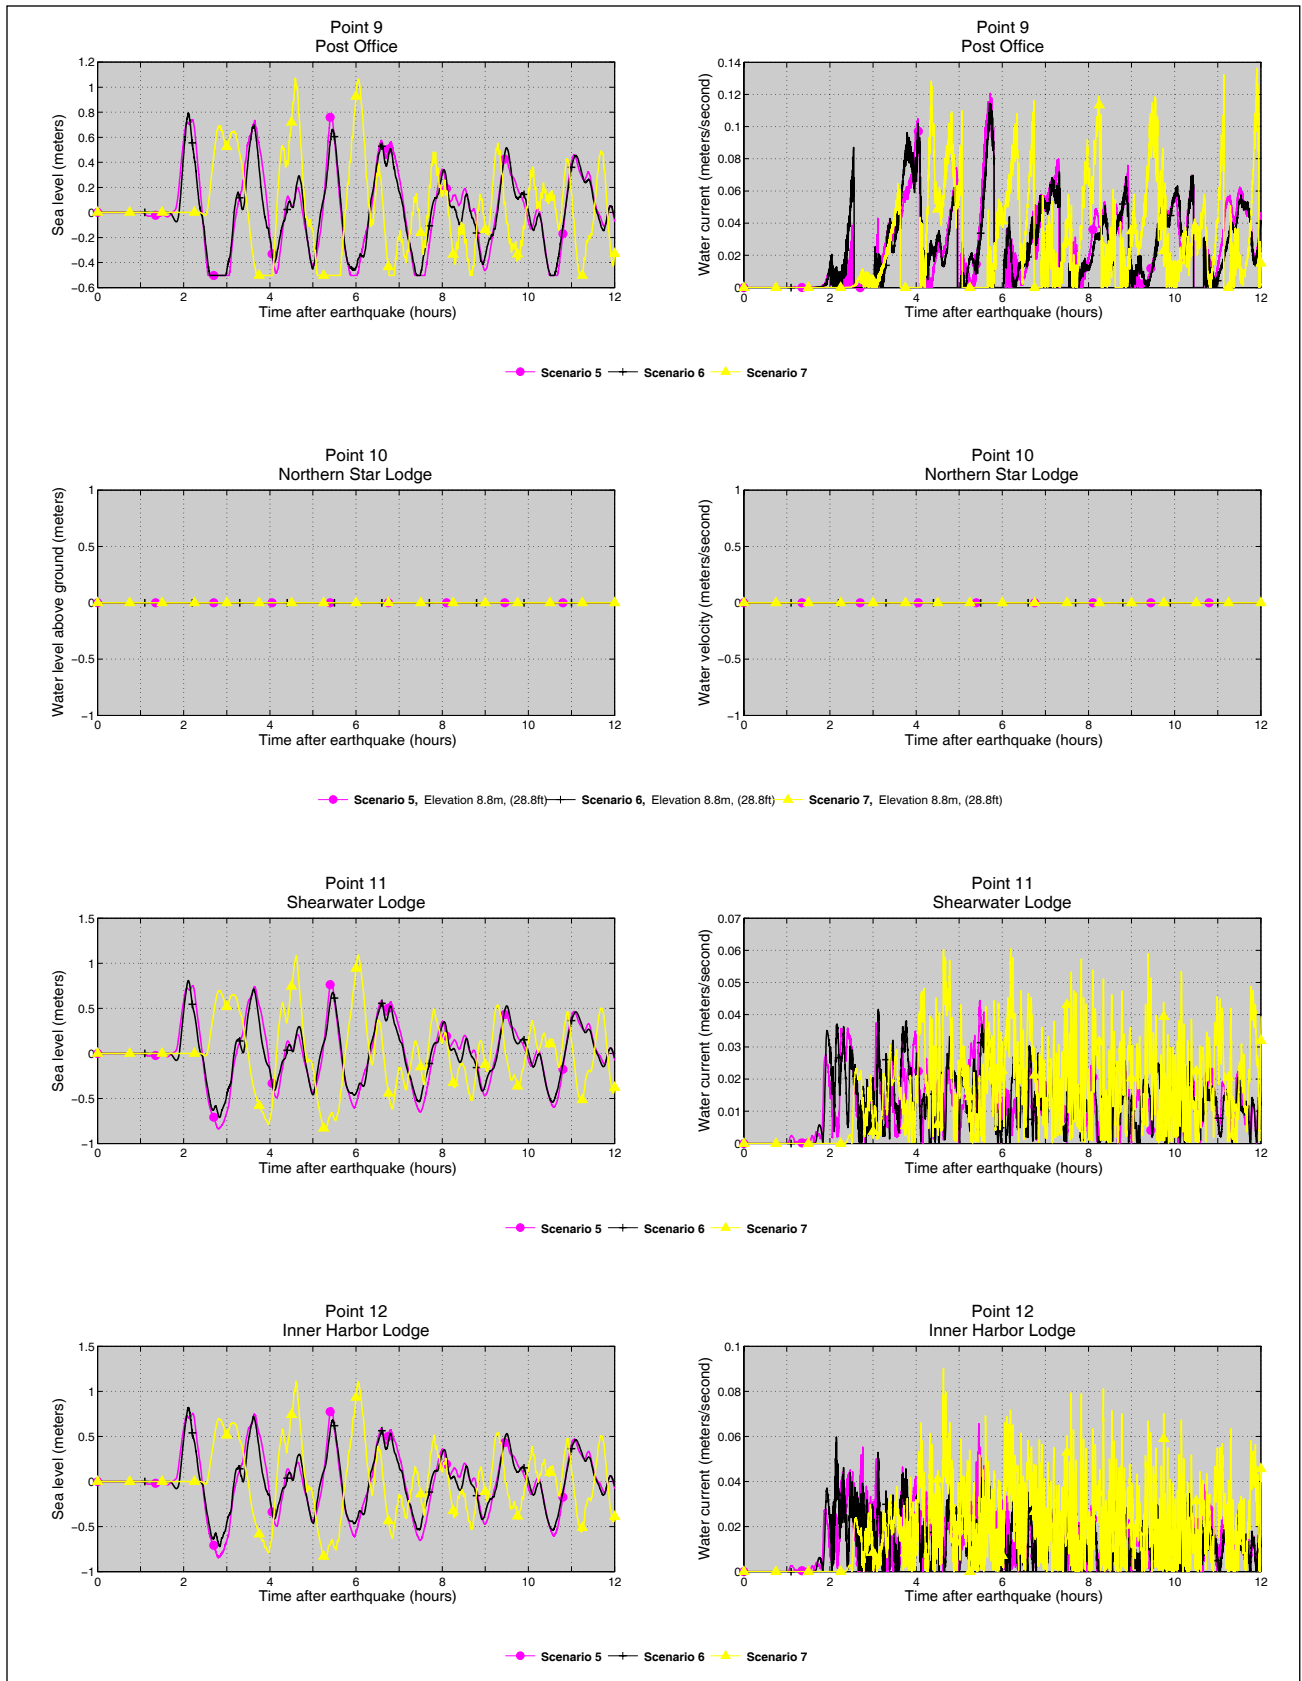 Point 9
Post Office
Sea level (meters)
1.2
1
0.8
0.6
0.4
0.2
0
−0.2
−0.4
−0.6
0 2 4 6 8 10 12
Time after earthquake (hours)
Point 9
Post Office
Water current (meters/second)
0.14
0.12
0.1
0.08
0.06
0.04
0.02
0
0 2 4 6 8 10 12
Time after earthquake (hours)
Scenario 5 Scenario 6 Scenario 7
Point 10
Northern Star Lodge
Water level above ground (meters)
1
0.5
0
−0.5
−1
0 2 4 6 8 10 12
Time after earthquake (hours)
Point 10
Northern Star Lodge
Water velocity (meters/second)
1
0.5
0
−0.5
−1
0 2 4 6 8 10 12
Time after earthquake (hours)
Scenario 5, Elevation 8.8m, (28.8ft) Scenario 6, Elevation 8.8m, (28.8ft) Scenario 7, Elevation 8.8m, (28.8ft)
Point 11
Shearwater Lodge
Sea level (meters)
1.5
1
0.5
0
−0.5
−1
0 2 4 6 8 10 12
Time after earthquake (hours)
Point 11
Shearwater Lodge
Water current (meters/second)
0.07
0.06
0.05
0.04
0.03
0.02
0.01
0
0 2 4 6 8 10 12
Time after earthquake (hours)
Scenario 5 Scenario 6 Scenario 7
Point 12
Inner Harbor Lodge
Sea level (meters)
1.5
1
0.5
0
−0.5
−1
0 2 4 6 8 10 12
Time after earthquake (hours)
Point 12
Inner Harbor Lodge
Water current (meters/second)
0.1
0.08
0.06
0.04
0.02
0
0 2 4 6 8 10 12
Time after earthquake (hours)
Scenario 5 Scenario 6 Scenario 7